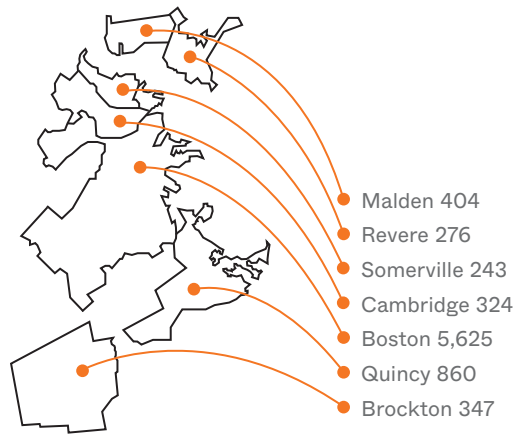 Malden 404
Revere 276
Somerville 243
Cambridge 324
Boston 5,625
Quincy 860
Brockton 347